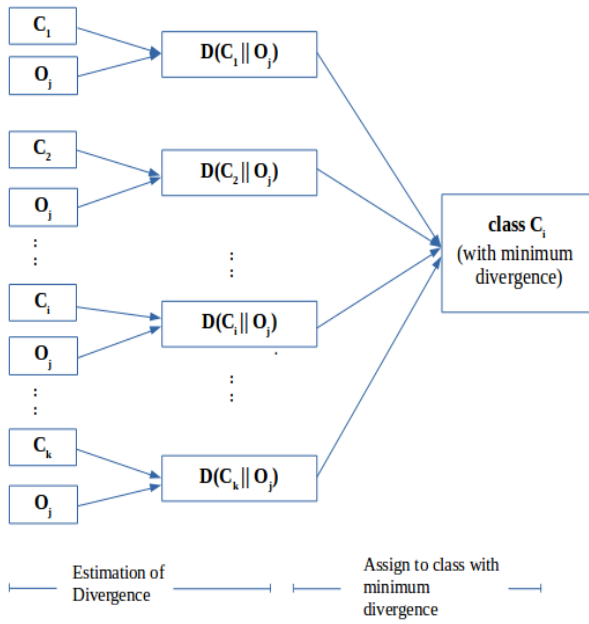 C₁
Oⱼ
D(C₁ || Oⱼ)
C₂
Oⱼ
D(C₂ || Oⱼ)
class Cᵢ
(with minimum
divergence)
Cᵢ
Oⱼ
D(Cᵢ || Oⱼ)
Cₖ
Oⱼ
D(Cₖ || Oⱼ)
Estimation of
Divergence
Assign to class with
minimum
divergence